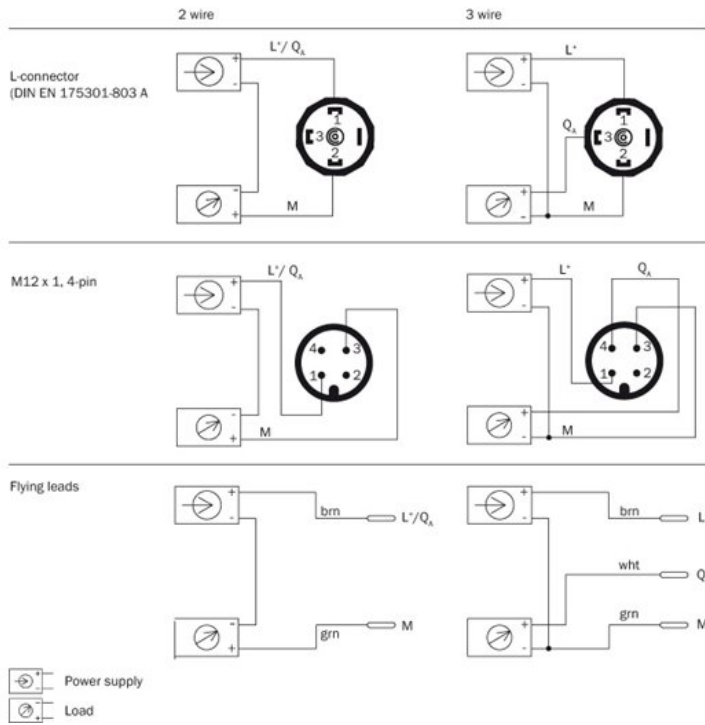 2 wire 3 wire
L-connector
(DIN EN 175301-803 A
+ L⁺/ Q_A
-
1
3
2
-
+ M
+ L⁺
-
1
Q_A 3
2
+
- M
M12 x 1, 4-pin
+ L⁺/ Q_A
-
4 3
1 2
-
+ M
+ L⁺ Q_A
-
4 3
1 2
+
- M
Flying leads
+ brn L⁺/Q_A
-
-
+ grn M
+ brn L
-
wht Q
+ grn M
-
+
- Power supply
-
+ Load